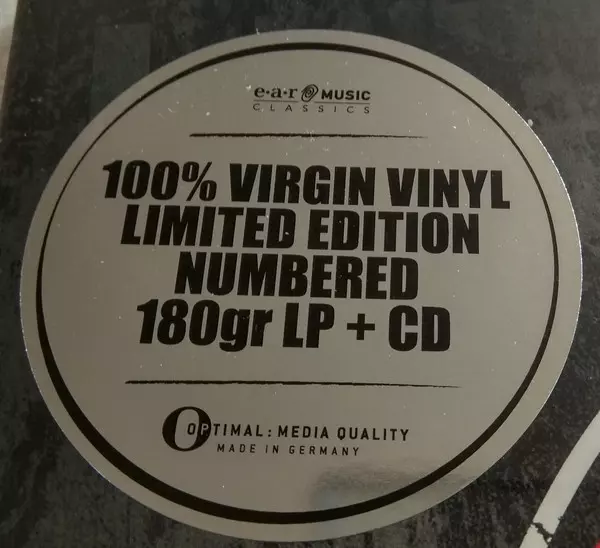 e·a·r MUSIC
CLASSICS
100% VIRGIN VINYL
LIMITED EDITION
NUMBERED
180gr LP + CD
OPTIMAL: MEDIA QUALITY
MADE IN GERMANY